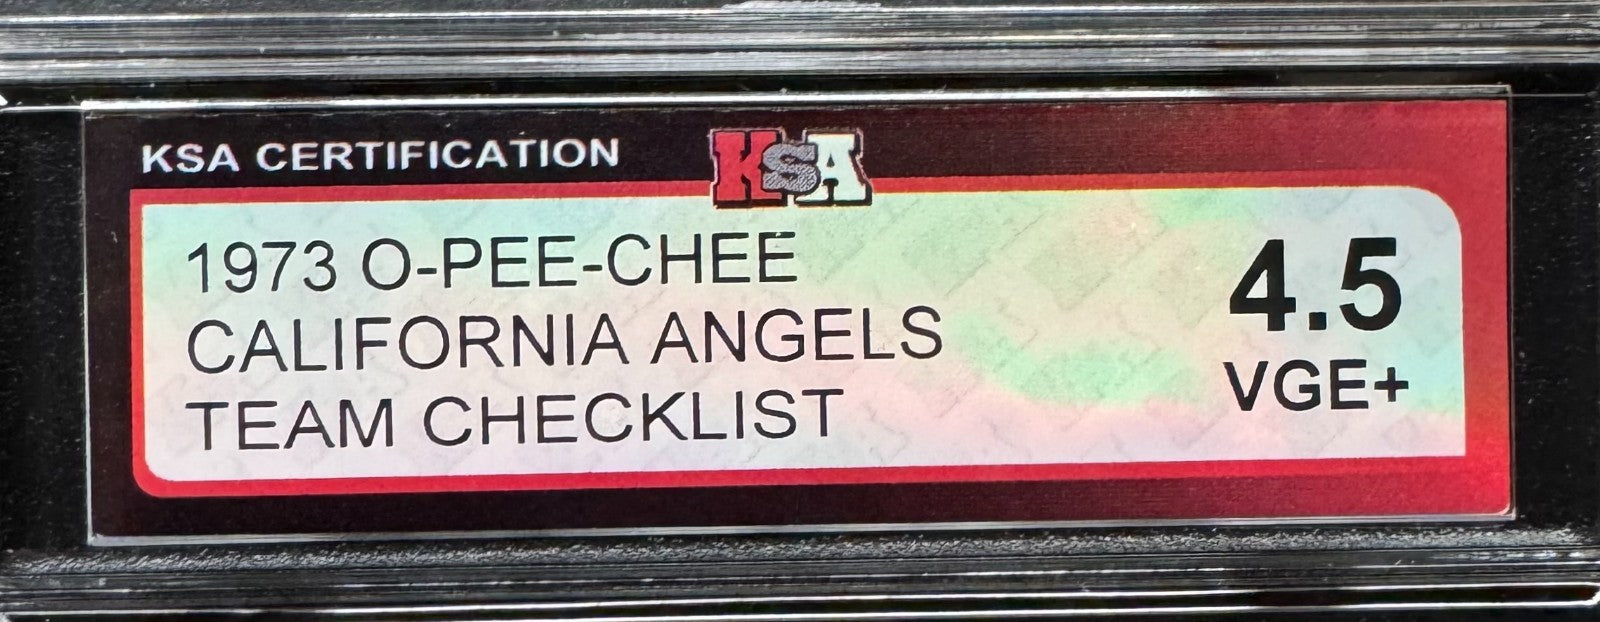 KSA CERTIFICATION
KSA
1973 O-PEE-CHEE
CALIFORNIA ANGELS
TEAM CHECKLIST
4.5
VGE+